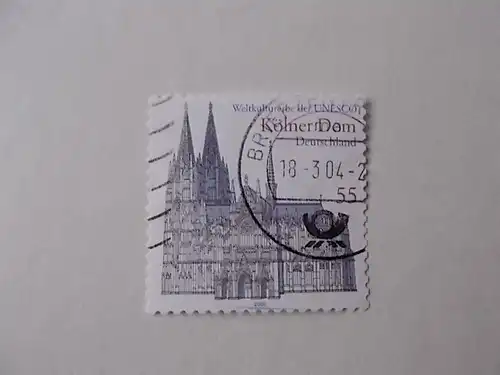 Weltkulturerbe der UNESCO
Kölner Dom
Deutschland
18 -3.04-2
55